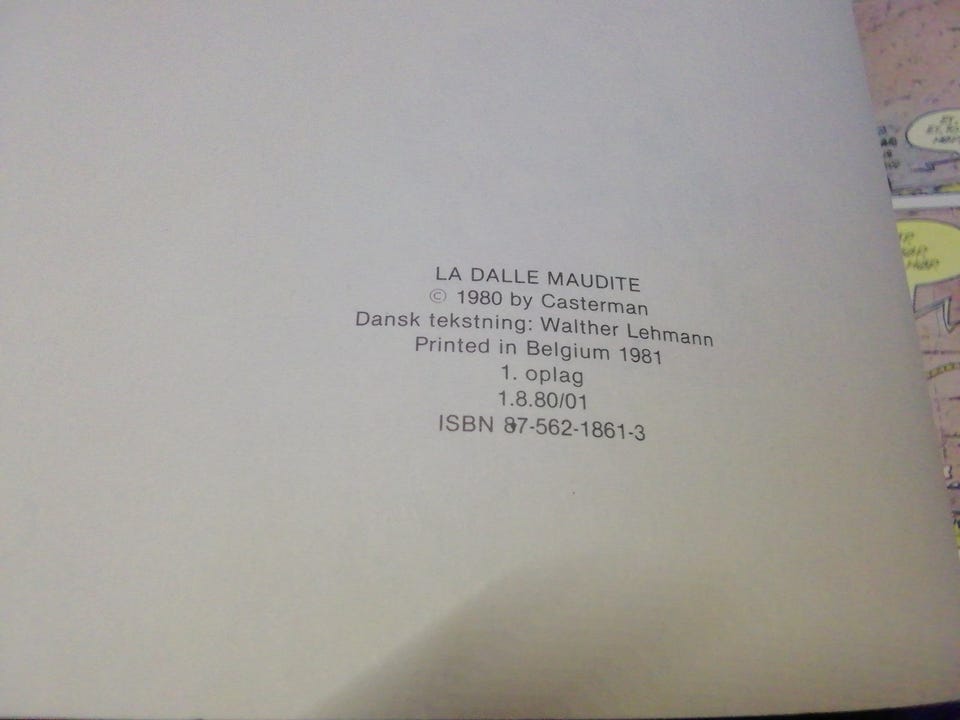 LA DALLE MAUDITE
© 1980 by Casterman
Dansk tekstning: Walther Lehmann
Printed in Belgium 1981
1. oplag
1.8.80/01
ISBN 87-562-1861-3